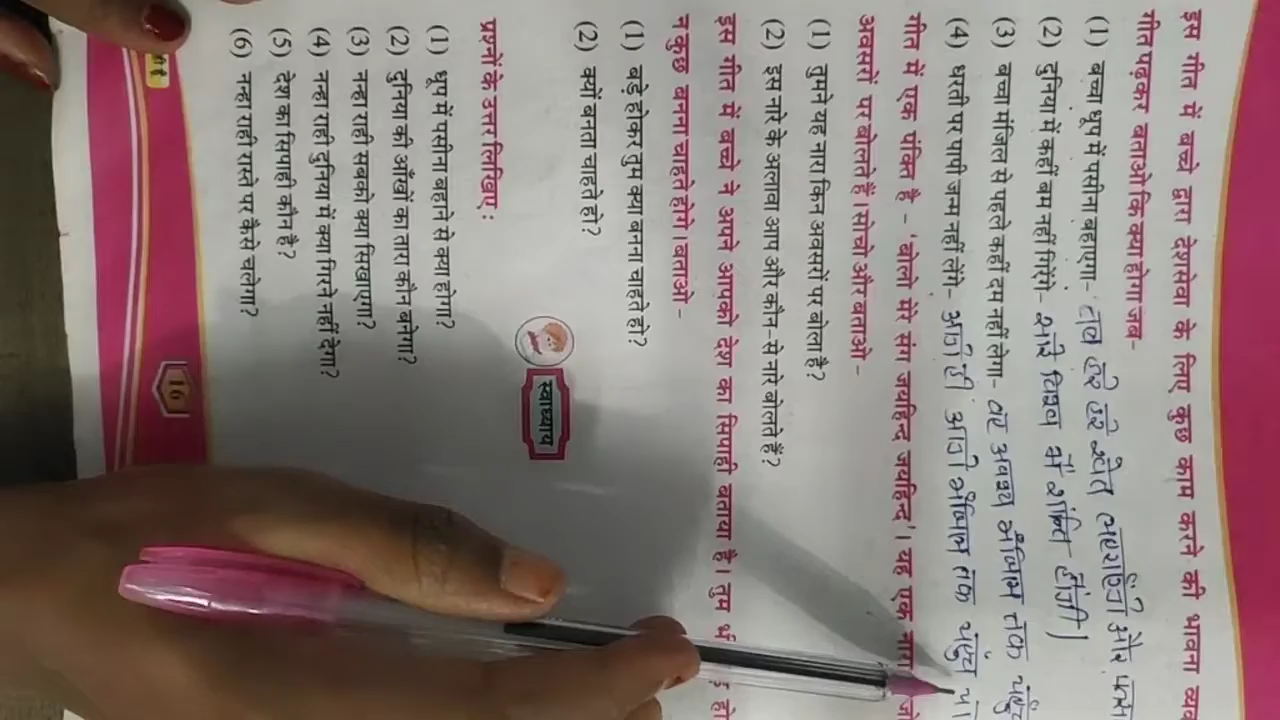 इस गीत में बच्चे द्वारा देशसेवा के लिए कुछ काम करने की भावना व्यक्
गीत पढ़कर बताओ कि क्या होगा जब–
(1) बच्चा धूप में पसीना बहाएगा– तब हरे हरे खेत लहराहेंगे और फसल
(2) दुनिया में कहीं बम नहीं गिरेंगे– सारे विश्व में शांन्ति होंगी।
(3) बच्चा मंजिल से पहले कहीं दम नहीं लेगा– वह अवश्य मंजिल तक पहुंच
(4) धरती पर पापी जन्म नहीं लेंगे– आगे ही आगे मंजिल तक पहुंच पा
गीत में एक पंक्ति है – 'बोलो मेरे संग जयहिन्द जयहिन्द'। यह एक नारा जो
अवसरों पर बोलते हैं। सोचो और बताओ –
(1) तुमने यह नारा किन अवसरों पर बोला है?
(2) इस नारे के अलावा आप और कौन-से नारे बोलते हैं?
इस गीत में बच्चे ने अपने आपको देश का सिपाही बताया है। तुम हो
न कुछ बनना चाहते होगे। बताओ –
(1) बड़े होकर तुम क्या बनना चाहते हो?
(2) क्यों बनता चाहते हो?
स्वाध्याय
प्रश्नों के उत्तर लिखिए :
(1) धूप में पसीना बहाने से क्या होगा?
(2) दुनिया की आँखों का तारा कौन बनेगा?
(3) नन्हा राही सबको क्या सिखाएगा?
(4) नन्हा राही दुनिया में क्या गिरने नहीं देगा?
(5) देश का सिपाही कौन है?
(6) नन्हा राही रास्ते पर कैसे चलेगा?
16